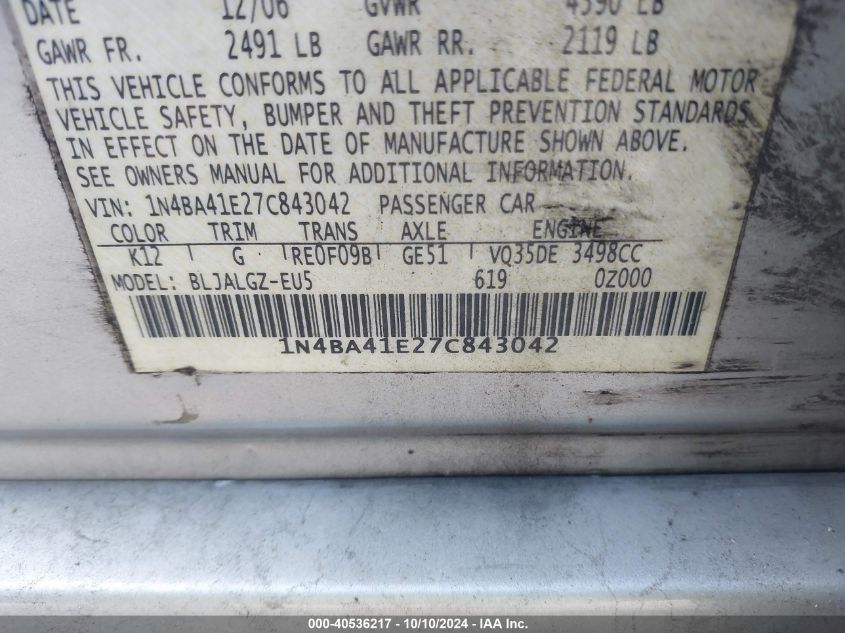 DATE 12/06 GVWR 4590 LB
GAWR FR. 2491 LB GAWR RR. 2119 LB
THIS VEHICLE CONFORMS TO ALL APPLICABLE FEDERAL MOTOR
VEHICLE SAFETY, BUMPER AND THEFT PREVENTION STANDARDS
IN EFFECT ON THE DATE OF MANUFACTURE SHOWN ABOVE.
SEE OWNERS MANUAL FOR ADDITIONAL INFORMATION.
VIN: 1N4BA41E27C843042 PASSENGER CAR
COLOR TRIM TRANS AXLE ENGINE
K12 G RE0F09B GE51 VQ35DE 3498CC
MODEL: BLJALGZ-EU5 619 0Z000
1N4BA41E27C843042
000-40536217 - 10/10/2024 - IAA Inc.